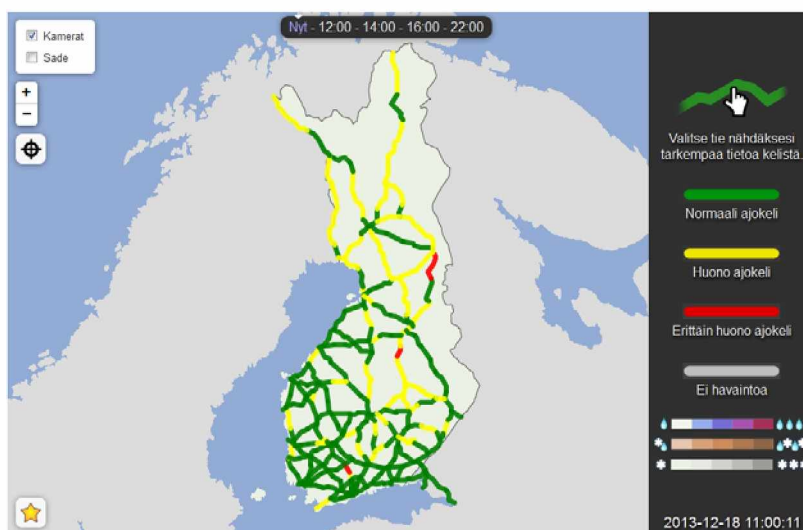 Kamerat
Sade
Nyt - 12:00 - 14:00 - 16:00 - 22:00
+
−
Valitse tie nähdäksesi
tarkempaa tietoa kelistä.
Normaali ajokeli
Huono ajokeli
Erittäin huono ajokeli
Ei havaintoa
2013-12-18 11:00:11